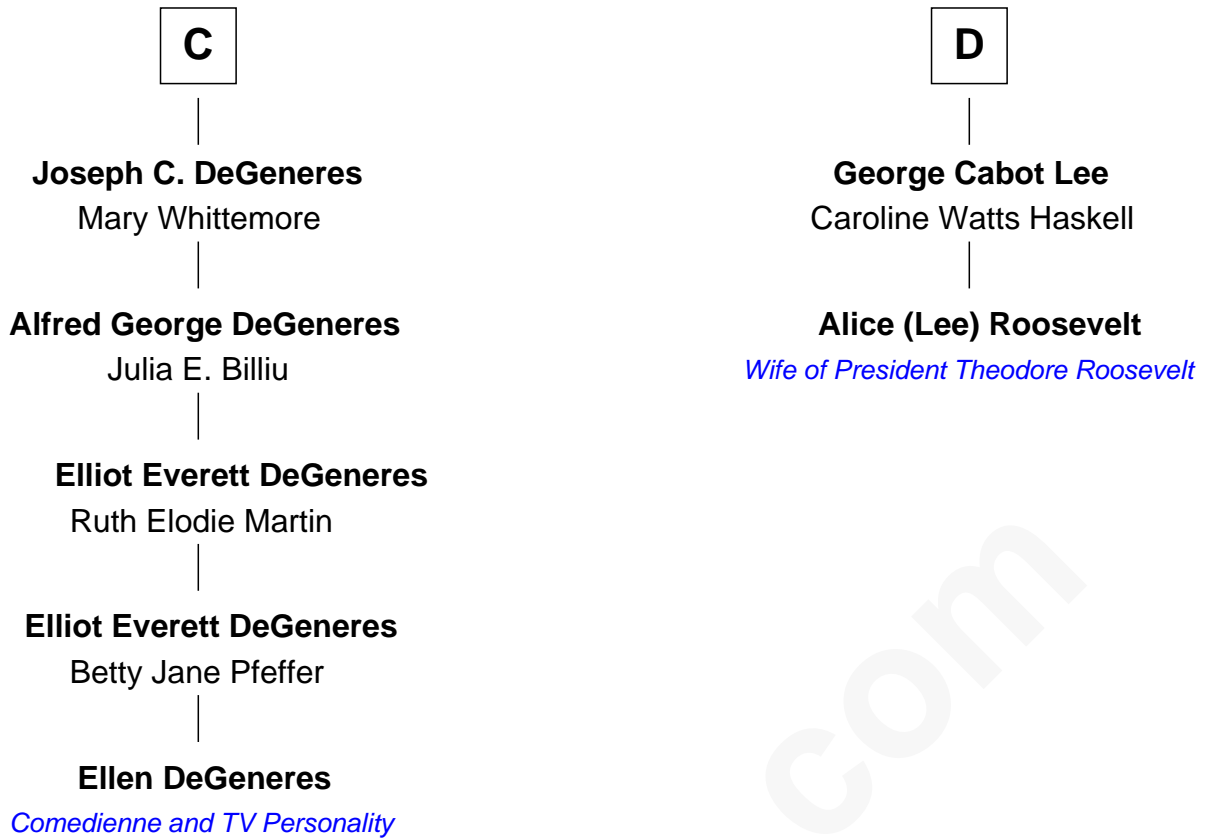 C
Joseph C. DeGeneres
Mary Whittemore
Alfred George DeGeneres
Julia E. Billiu
Elliot Everett DeGeneres
Ruth Elodie Martin
Elliot Everett DeGeneres
Betty Jane Pfeffer
Ellen DeGeneres
Comedienne and TV Personality
D
George Cabot Lee
Caroline Watts Haskell
Alice (Lee) Roosevelt
Wife of President Theodore Roosevelt
com